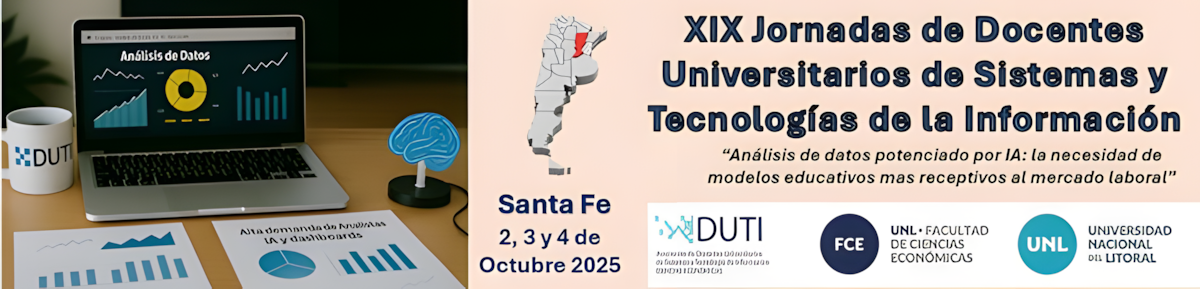 Análisis de Datos
DUTI
Alta demanda de Analistas
IA y dashboards
Santa Fe
2, 3 y 4 de
Octubre 2025
XIX Jornadas de Docentes
Universitarios de Sistemas y
Tecnologías de la Información
“Análisis de datos potenciado por IA: la necesidad de
modelos educativos mas receptivos al mercado laboral”
DUTI
FCE
UNL • FACULTAD
DE CIENCIAS
ECONÓMICAS
UNL
UNIVERSIDAD
NACIONAL
DEL LITORAL